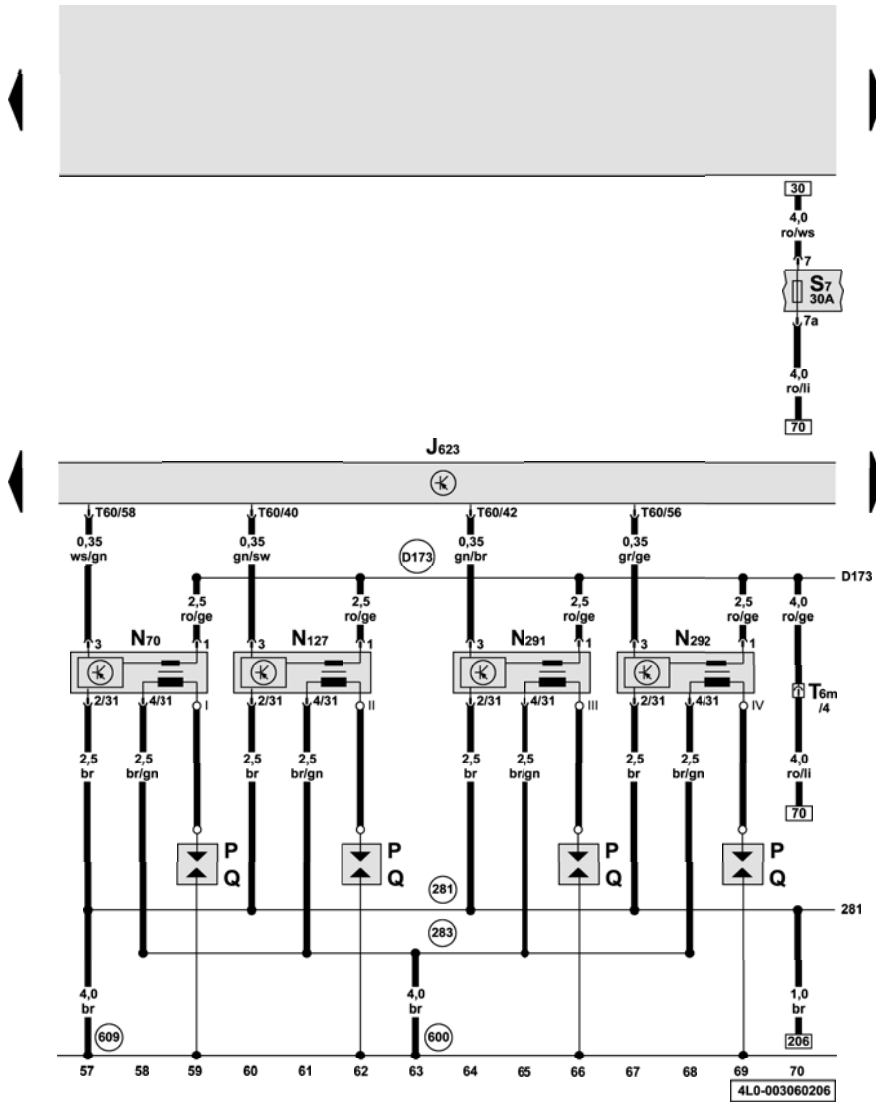 30
4,0
ro/ws
7
S7
30A
7a
4,0
ro/li
70
J623
T60/58 T60/40 T60/42 T60/56
0,35 0,35 0,35 0,35
ws/gn gn/sw gn/br gr/ge
D173
D173
2,5 2,5 2,5 2,5 4,0
ro/ge ro/ge ro/ge ro/ge ro/ge
3 N70 1 3 N127 1 3 N291 1 3 N292 1
T6m
/4
2/31 4/31 I 2/31 4/31 II 2/31 4/31 III 2/31 4/31 IV
2,5 2,5 2,5 2,5 2,5 2,5 2,5 2,5 4,0
br br/gn br br/gn br br/gn br br/gn ro/li
70
P P P P
Q Q Q Q
281 281
283
4,0 4,0 1,0
br br br
609 600 206
57 58 59 60 61 62 63 64 65 66 67 68 69 70
4L0-003060206